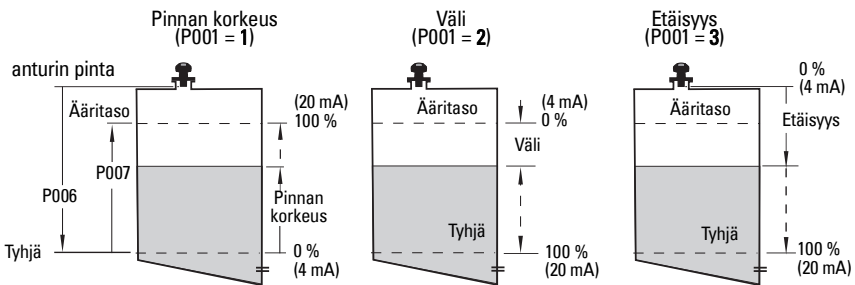 Pinnan korkeus
(P001 = 1)
anturin pinta
Ääritaso
(20 mA)
100 %
P007
P006
Pinnan
korkeus
Tyhjä
0 %
(4 mA)
Väli
(P001 = 2)
Ääritaso
(4 mA)
0 %
Väli
Tyhjä
100 %
(20 mA)
Etäisyys
(P001 = 3)
0 %
(4 mA)
Ääritaso
Etäisyys
Tyhjä
100 %
(20 mA)